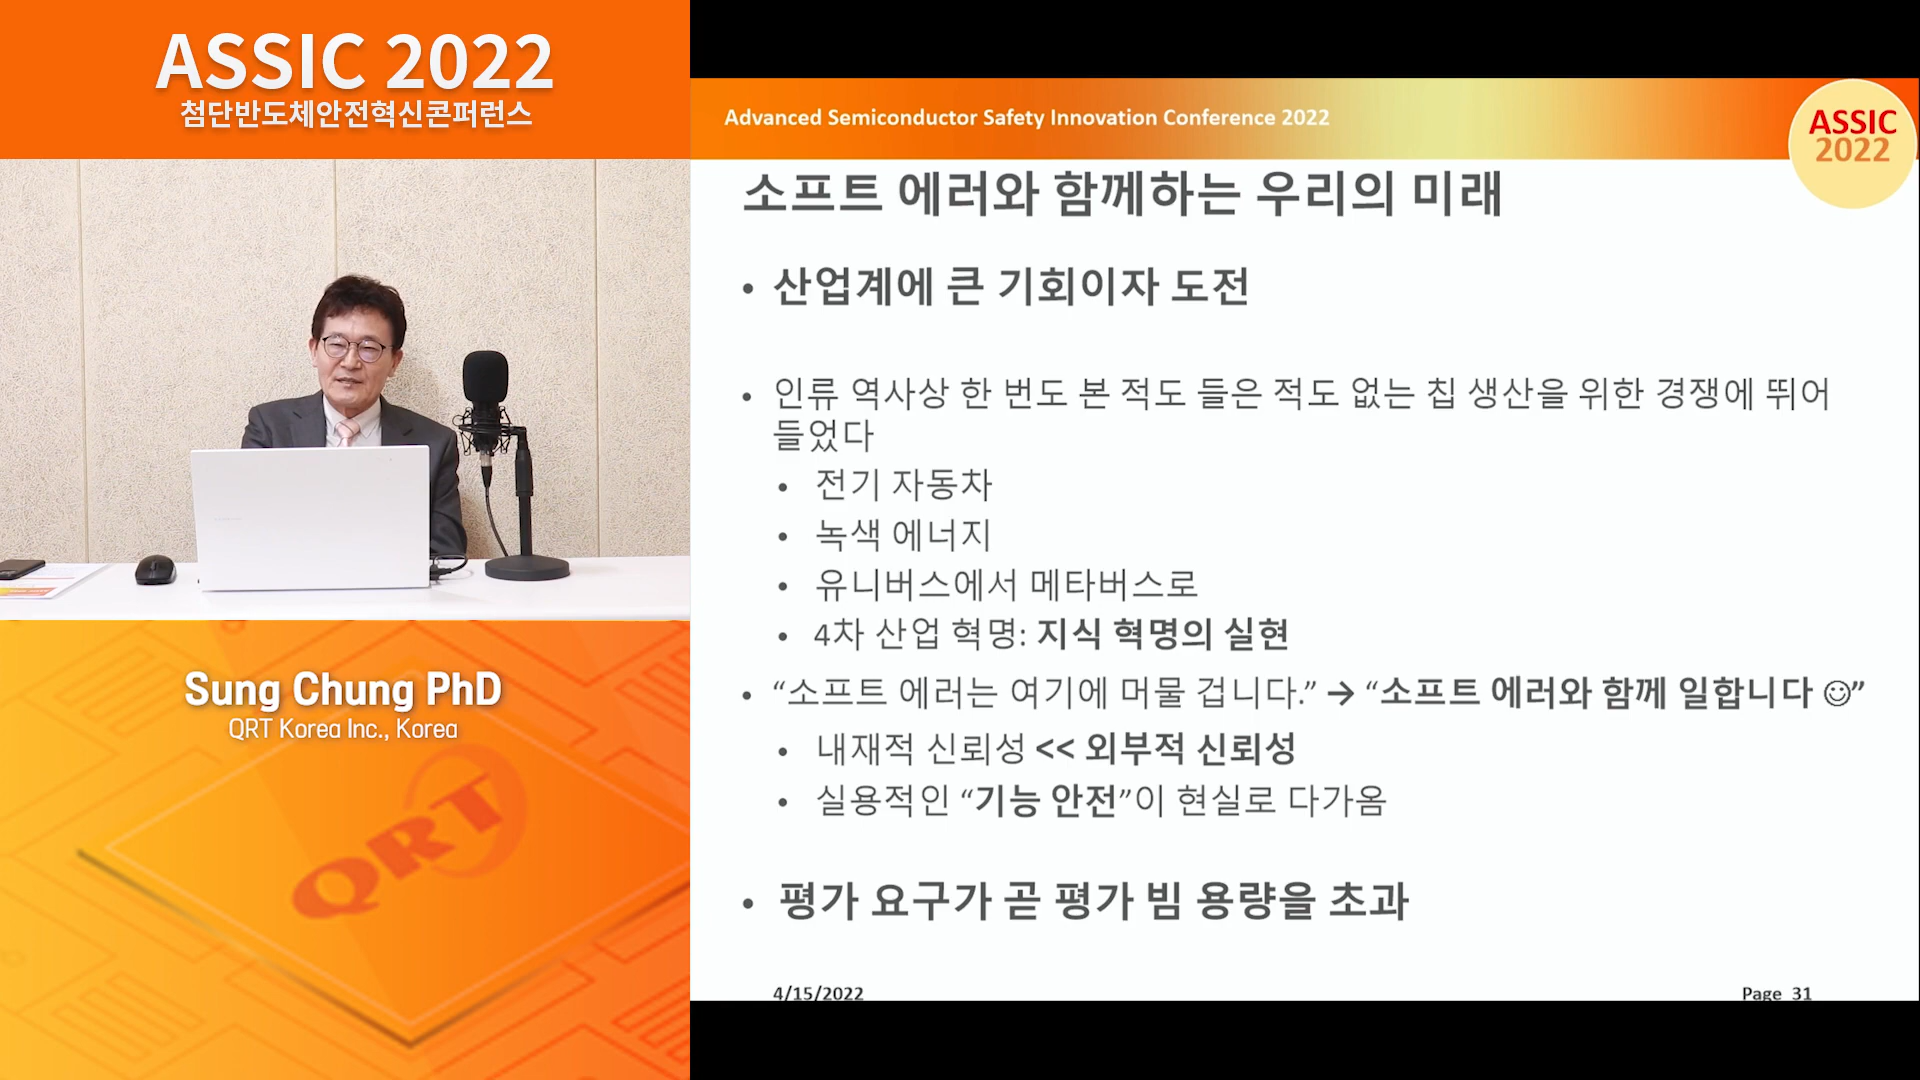 ASSIC 2022
첨단반도체안전혁신콘퍼런스
Sung Chung PhD
QRT Korea Inc., Korea
QRT
Advanced Semiconductor Safety Innovation Conference 2022
ASSIC
2022
소프트 에러와 함께하는 우리의 미래
• 산업계에 큰 기회이자 도전
• 인류 역사상 한 번도 본 적도 들은 적도 없는 칩 생산을 위한 경쟁에 뛰어
들었다
• 전기 자동차
• 녹색 에너지
• 유니버스에서 메타버스로
• 4차 산업 혁명: 지식 혁명의 실현
• “소프트 에러는 여기에 머물 겁니다.” → “소프트 에러와 함께 일합니다 ☺”
• 내재적 신뢰성 << 외부적 신뢰성
• 실용적인 “기능 안전”이 현실로 다가옴
• 평가 요구가 곧 평가 빔 용량을 초과
4/15/2022
Page 31